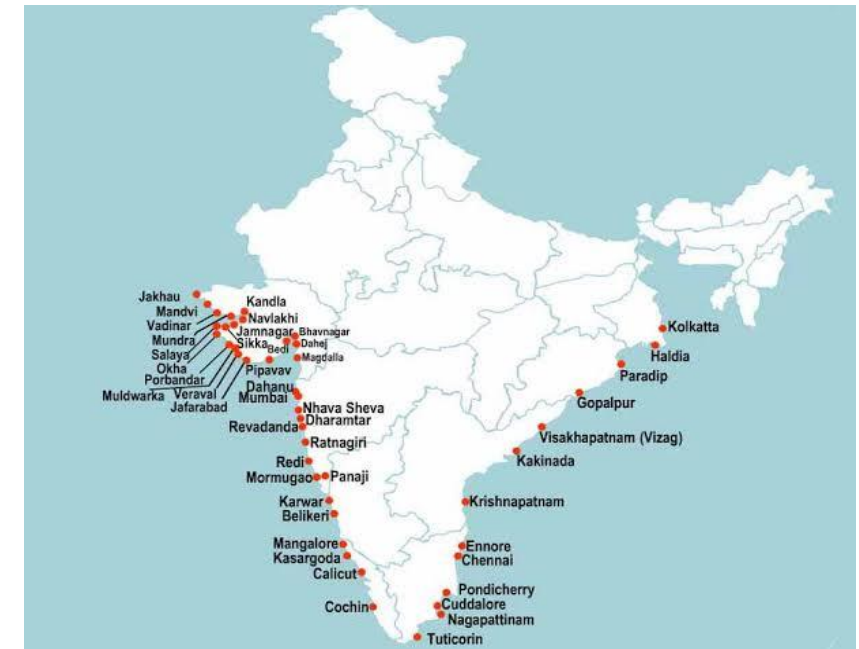 Jakhau
Mandvi
Vadinar
Mundra
Salaya
Okha
Porbandar
Muldwarka
Veraval
Jafarabad
Kandla
Navlakhi
Jamnagar
Sikka
Bedi
Bhavnagar
Dahej
Magdalla
Pipavav
Dahanu
Mumbai
Nhava Sheva
Dharamtar
Revadanda
Ratnagiri
Redi
Mormugao
Panaji
Karwar
Belikeri
Mangalore
Kasargoda
Calicut
Cochin
Kolkatta
Haldia
Paradip
Gopalpur
Visakhapatnam (Vizag)
Kakinada
Krishnapatnam
Ennore
Chennai
Pondicherry
Cuddalore
Nagapattinam
Tuticorin